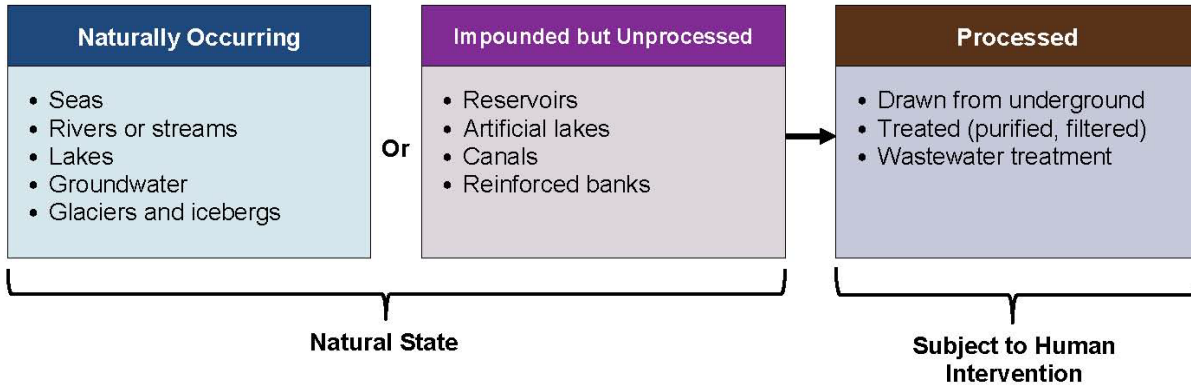 Naturally Occurring
• Seas
• Rivers or streams
• Lakes
• Groundwater
• Glaciers and icebergs
Or
Impounded but Unprocessed
• Reservoirs
• Artificial lakes
• Canals
• Reinforced banks
Processed
• Drawn from underground
• Treated (purified, filtered)
• Wastewater treatment
Natural State
Subject to Human
Intervention